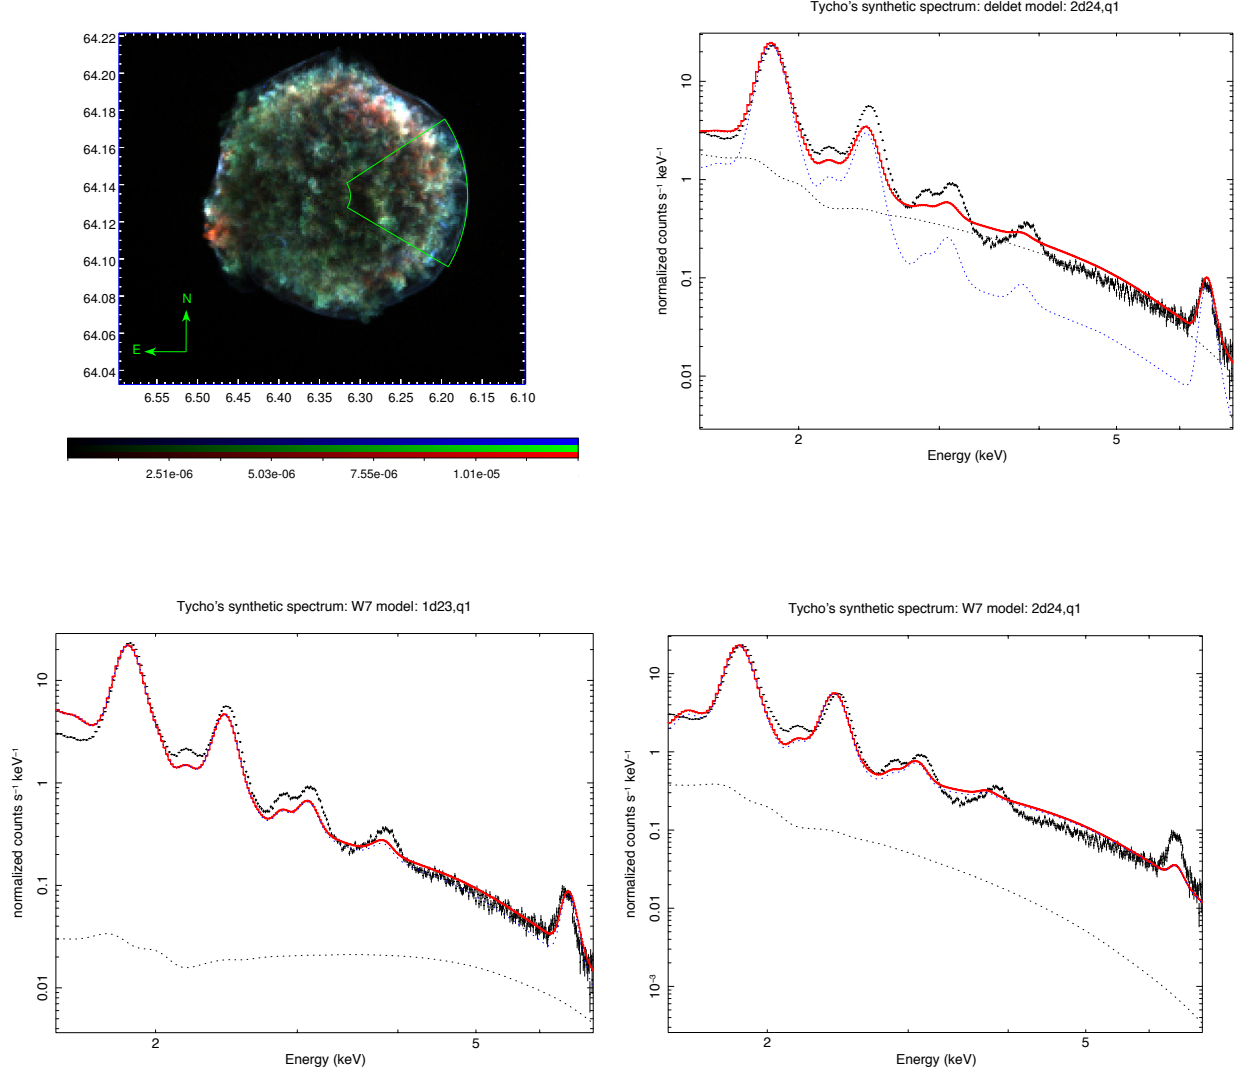 Tycho's synthetic spectrum: deldet model: 2d24,q1
64.22
64.20
64.18
64.16
64.14
64.12
64.10
64.08
64.06
64.04
N
E
6.55 6.50 6.45 6.40 6.35 6.30 6.25 6.20 6.15 6.10
2.51e-06 5.03e-06 7.55e-06 1.01e-05
normalized counts s⁻¹ keV⁻¹
10
1
0.1
0.01
2 5
Energy (keV)
Tycho's synthetic spectrum: W7 model: 1d23,q1
normalized counts s⁻¹ keV⁻¹
10
1
0.1
0.01
2 5
Energy (keV)
Tycho's synthetic spectrum: W7 model: 2d24,q1
normalized counts s⁻¹ keV⁻¹
10
1
0.1
0.01
10⁻³
2 5
Energy (keV)